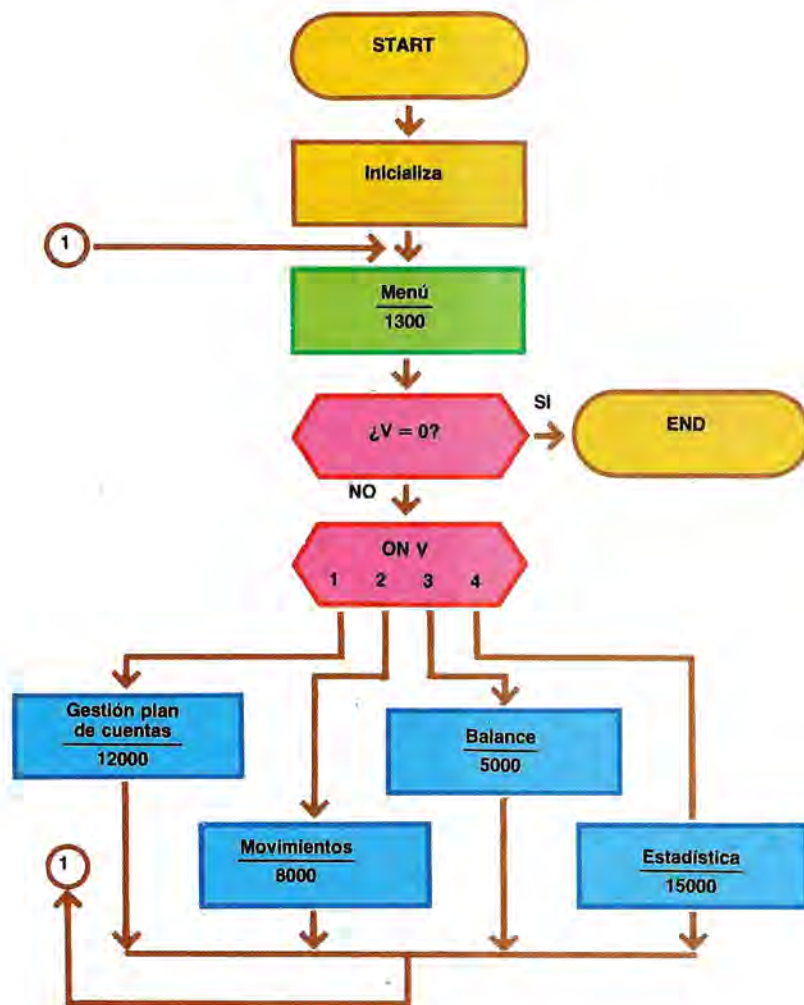 START
Inicializa
1
Menú
1300
¿V = 0?
SI
END
NO
ON V
1 2 3 4
Gestión plan
de cuentas
12000
Balance
5000
Movimientos
8000
Estadística
15000
1